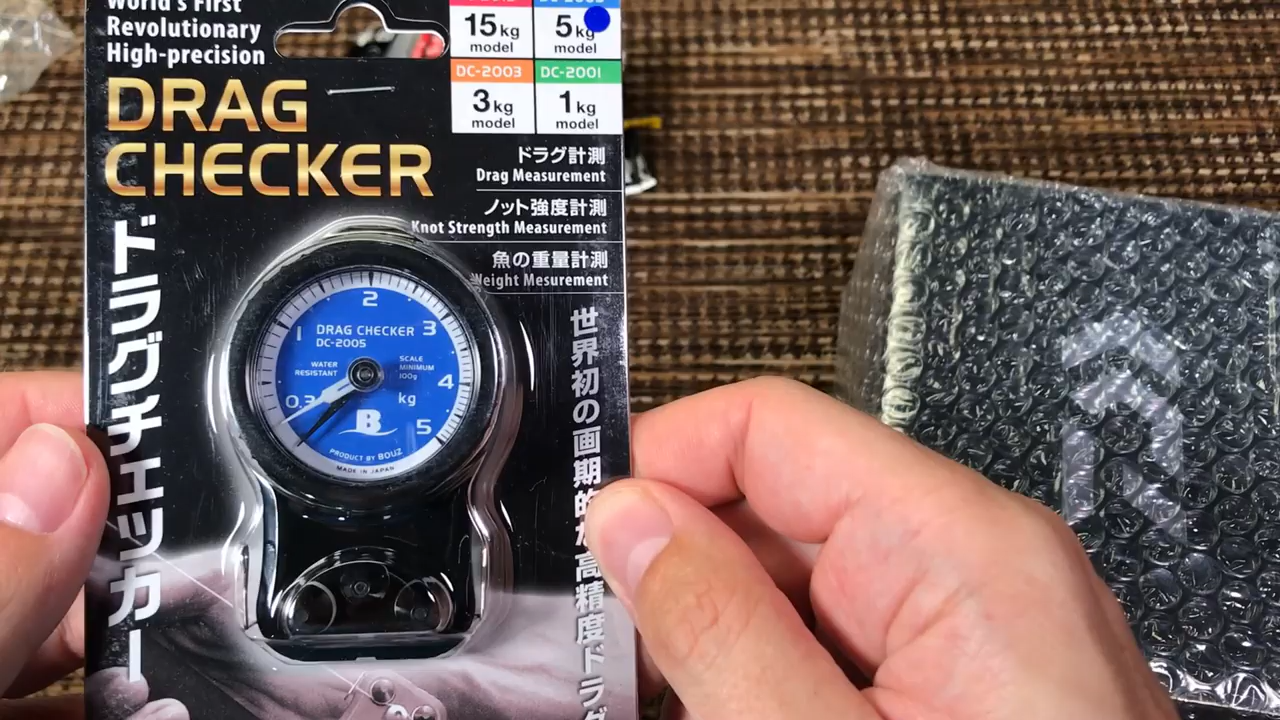 World's First
Revolutionary
High-precision
DRAG
CHECKER
15kg
model
5kg
model
DC-2003
3kg
model
DC-2001
1kg
model
ドラグ計測
Drag Measurement
ノット強度計測
Knot Strength Measurement
魚の重量計測
Weight Mesurement
ドラグチェッカー
世界初の画期的な高精度ドラグ
1
2
3
4
5
0.3
kg
DRAG CHECKER
DC-2005
WATER
RESISTANT
SCALE
MINIMUM
100g
B
PRODUCT BY BOUZ
MADE IN JAPAN